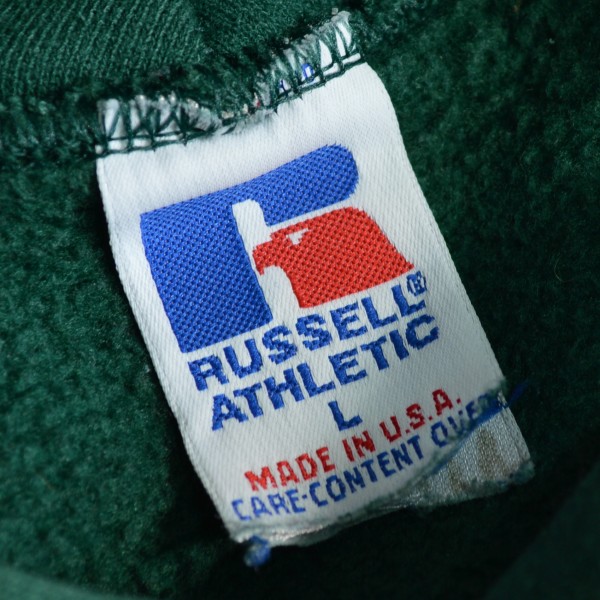 RUSSELL®
ATHLETIC
L
MADE IN U.S.A.
CARE-CONTENT OVER